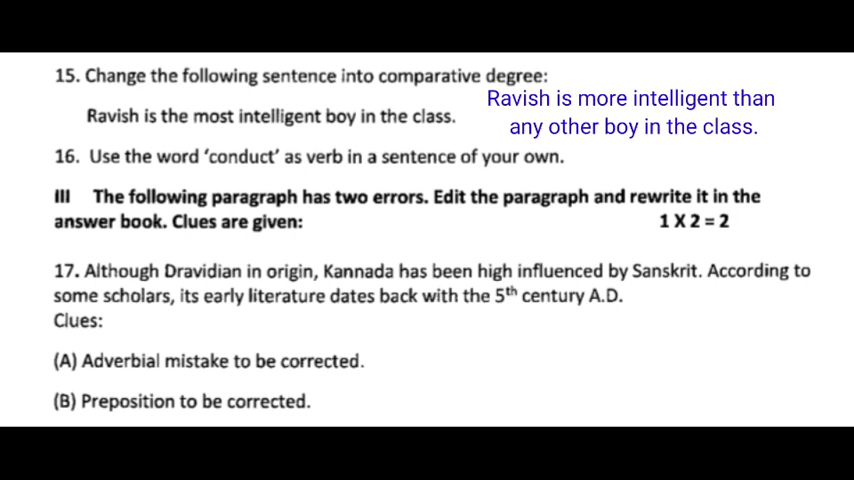 15. Change the following sentence into comparative degree:
Ravish is more intelligent than
Ravish is the most intelligent boy in the class.
any other boy in the class.
16. Use the word ‘conduct’ as verb in a sentence of your own.
III The following paragraph has two errors. Edit the paragraph and rewrite it in the
answer book. Clues are given: 1 X 2 = 2
17. Although Dravidian in origin, Kannada has been high influenced by Sanskrit. According to
some scholars, its early literature dates back with the 5th century A.D.
Clues:
(A) Adverbial mistake to be corrected.
(B) Preposition to be corrected.